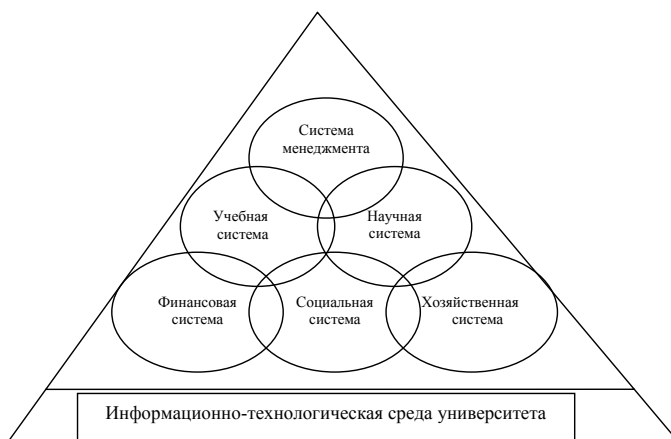 Система
менеджмента
Учебная
система
Научная
система
Финансовая
система
Социальная
система
Хозяйственная
система
Информационно-технологическая среда университета